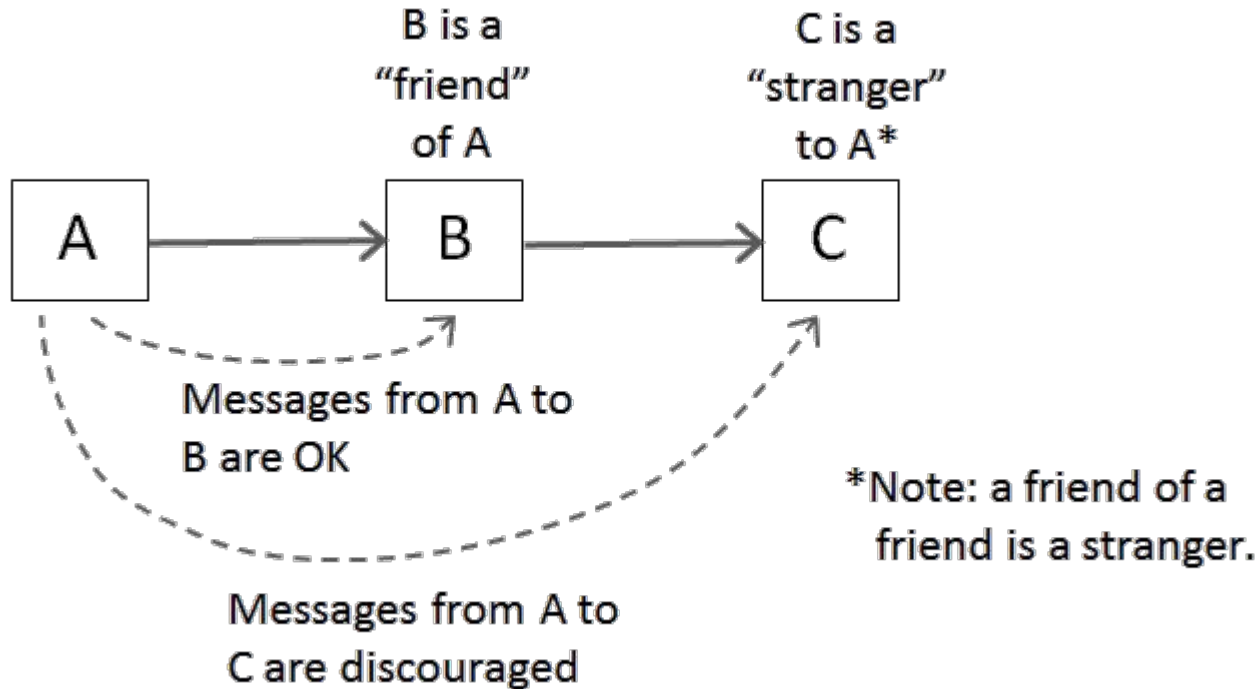 B is a
“friend”
of A
C is a
“stranger”
to A*
A
B
C
Messages from A to
B are OK
*Note: a friend of a
friend is a stranger.
Messages from A to
C are discouraged